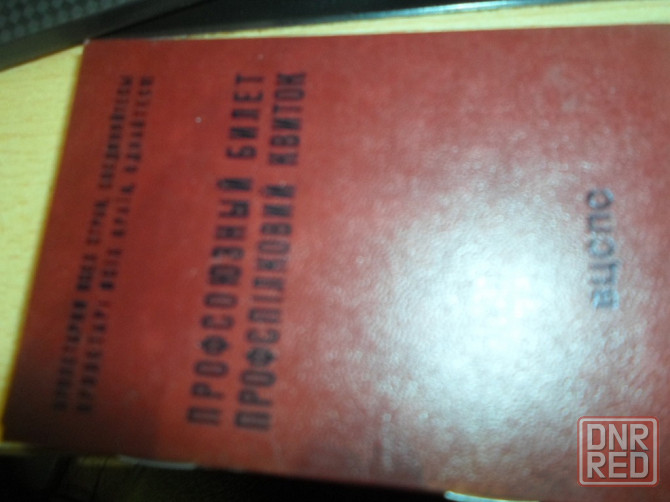 ПРОЛЕТАРИИ ВСЕХ СТРАН, СОЕДИНЯЙТЕСЬ
ПРОЛЕТАРІ ВСІХ КРАЇН, ЄДНАЙТЕСЯ
ПРОФСОЮЗНЫЙ БИЛЕТ
ПРОФСПІЛКОВИЙ КВИТОК
ВЦСПС
DNR
RED